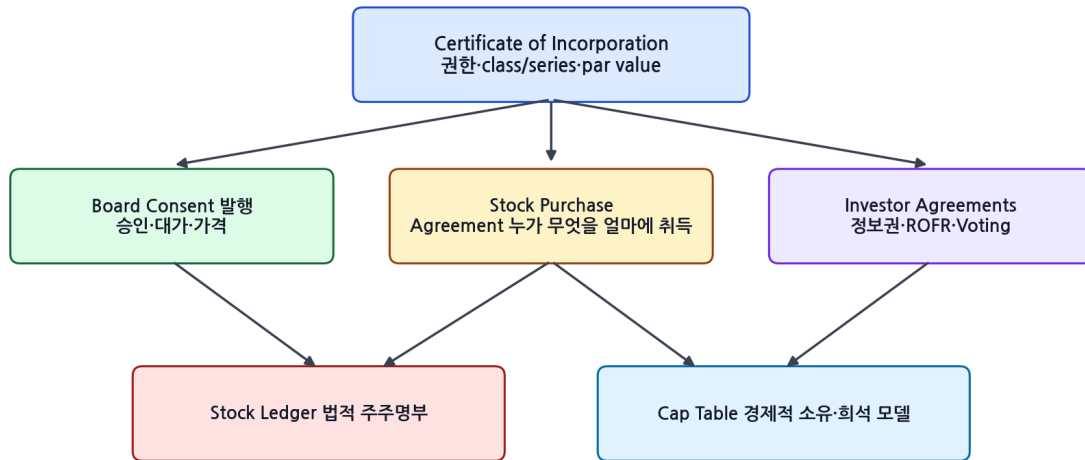 Certificate of Incorporation
권한·class/series·par value
Board Consent 발행
승인·대가·가격
Stock Purchase
Agreement 누가 무엇을 얼마에 취득
Investor Agreements
정보권·ROFR·Voting
Stock Ledger 법적 주주명부
Cap Table 경제적 소유·희석 모델